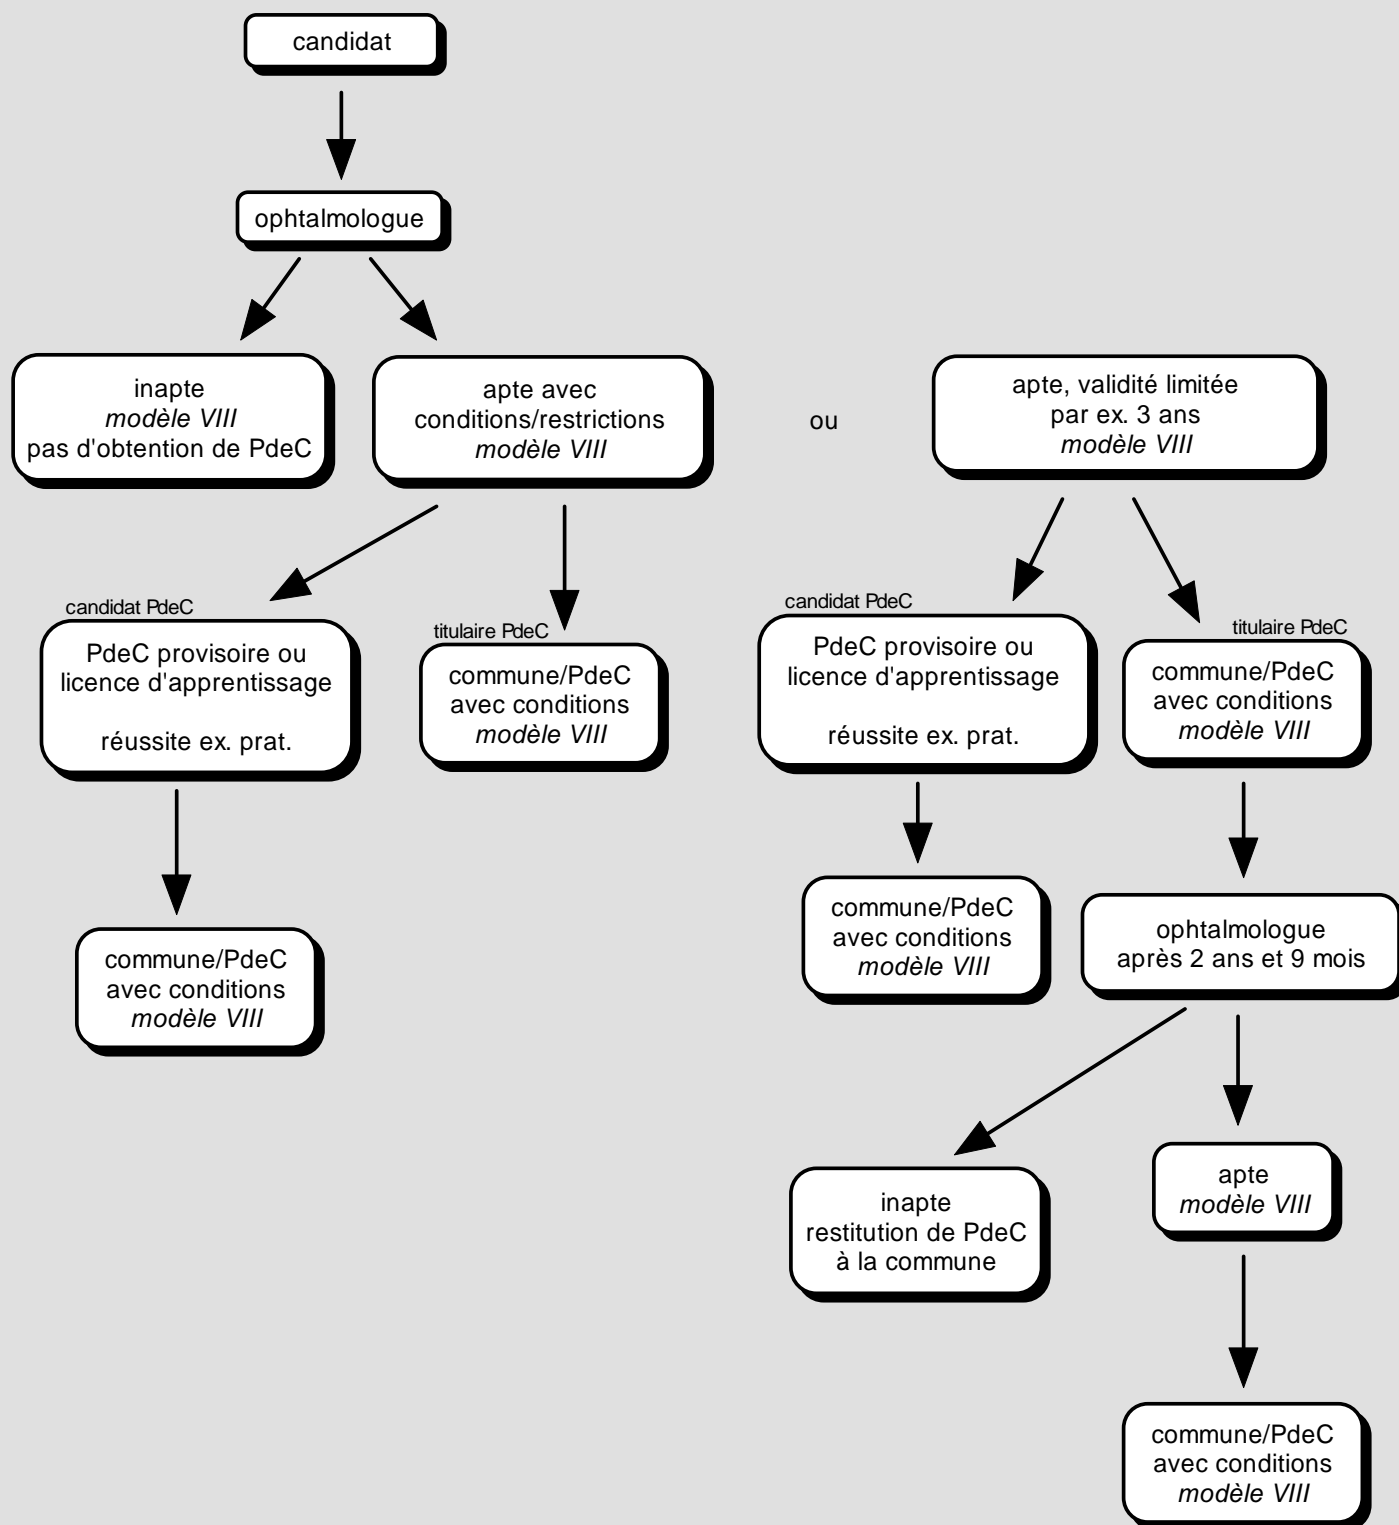 candidat
ophtalmologue
inapte
modèle VIII
pas d'obtention de PdeC
apte avec
conditions/restrictions
modèle VIII
ou
apte, validité limitée
par ex. 3 ans
modèle VIII
candidat PdeC
PdeC provisoire ou
licence d'apprentissage
réussite ex. prat.
titulaire PdeC
commune/PdeC
avec conditions
modèle VIII
candidat PdeC
PdeC provisoire ou
licence d'apprentissage
réussite ex. prat.
titulaire PdeC
commune/PdeC
avec conditions
modèle VIII
commune/PdeC
avec conditions
modèle VIII
commune/PdeC
avec conditions
modèle VIII
ophtalmologue
après 2 ans et 9 mois
inapte
restitution de PdeC
à la commune
apte
modèle VIII
commune/PdeC
avec conditions
modèle VIII